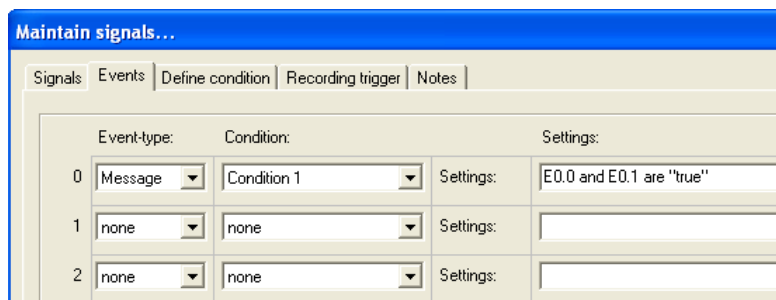 Maintain signals...
Signals Events Define condition Recording trigger Notes
Event-type: Condition: Settings:
0 Message Condition 1 Settings: E0.0 and E0.1 are "true"
1 none none Settings:
2 none none Settings: